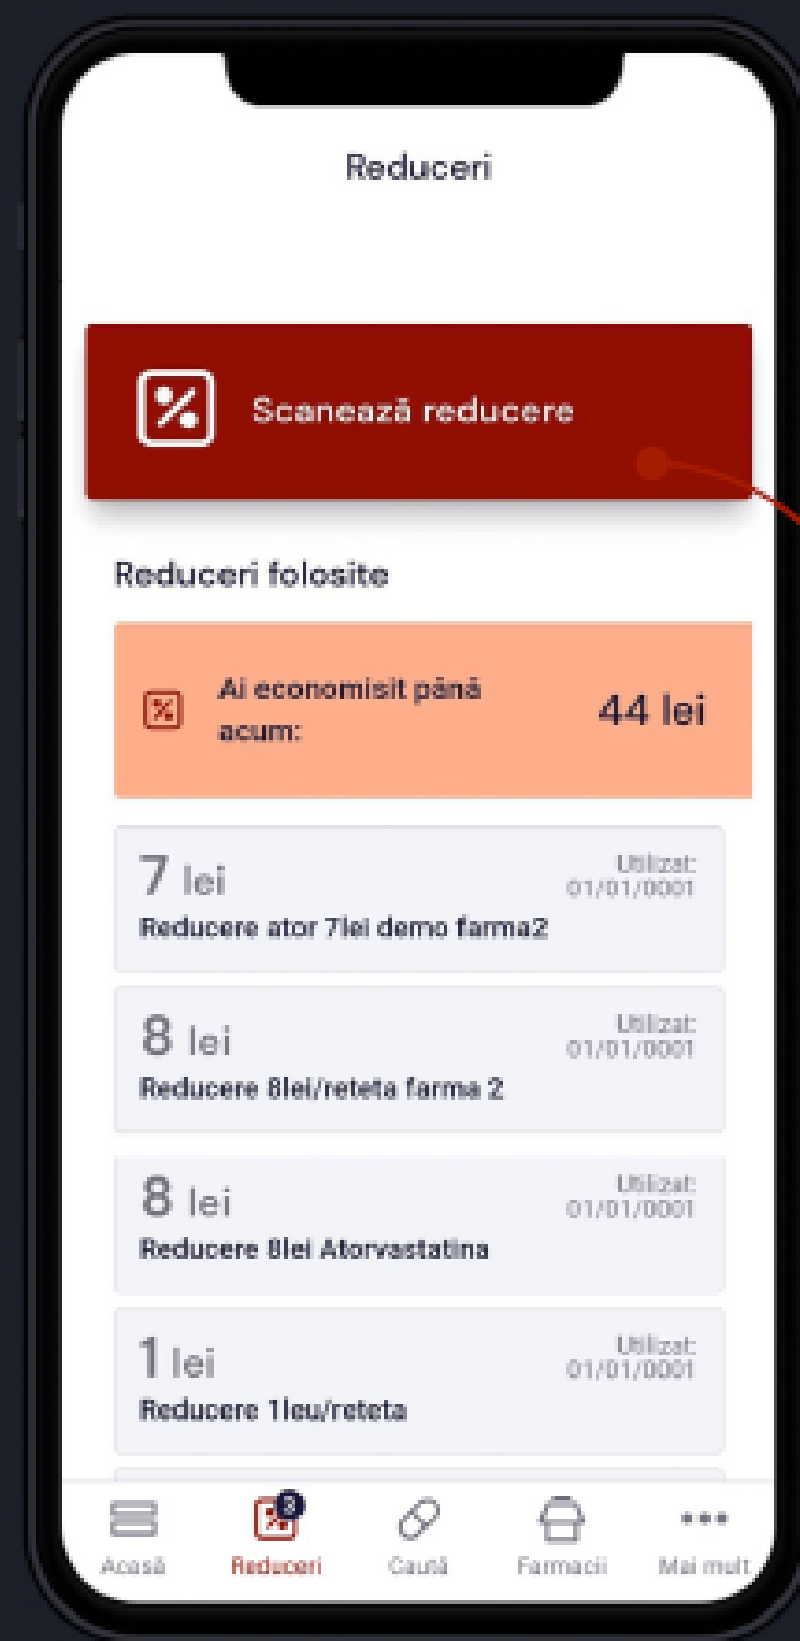 Reduceri
Scanează reducere
Reduceri folosite
Ai economisit până
acum:
44 lei
7 lei
Utilizat:
01/01/0001
Reducere ator 7lei demo farma2
8 lei
Utilizat:
01/01/0001
Reducere 8lei/reteta farma 2
8 lei
Utilizat:
01/01/0001
Reducere 8lei Atorvastatina
1 lei
Utilizat:
01/01/0001
Reducere 1leu/reteta
Acasă
Reduceri
Caută
Farmacii
Mai mult